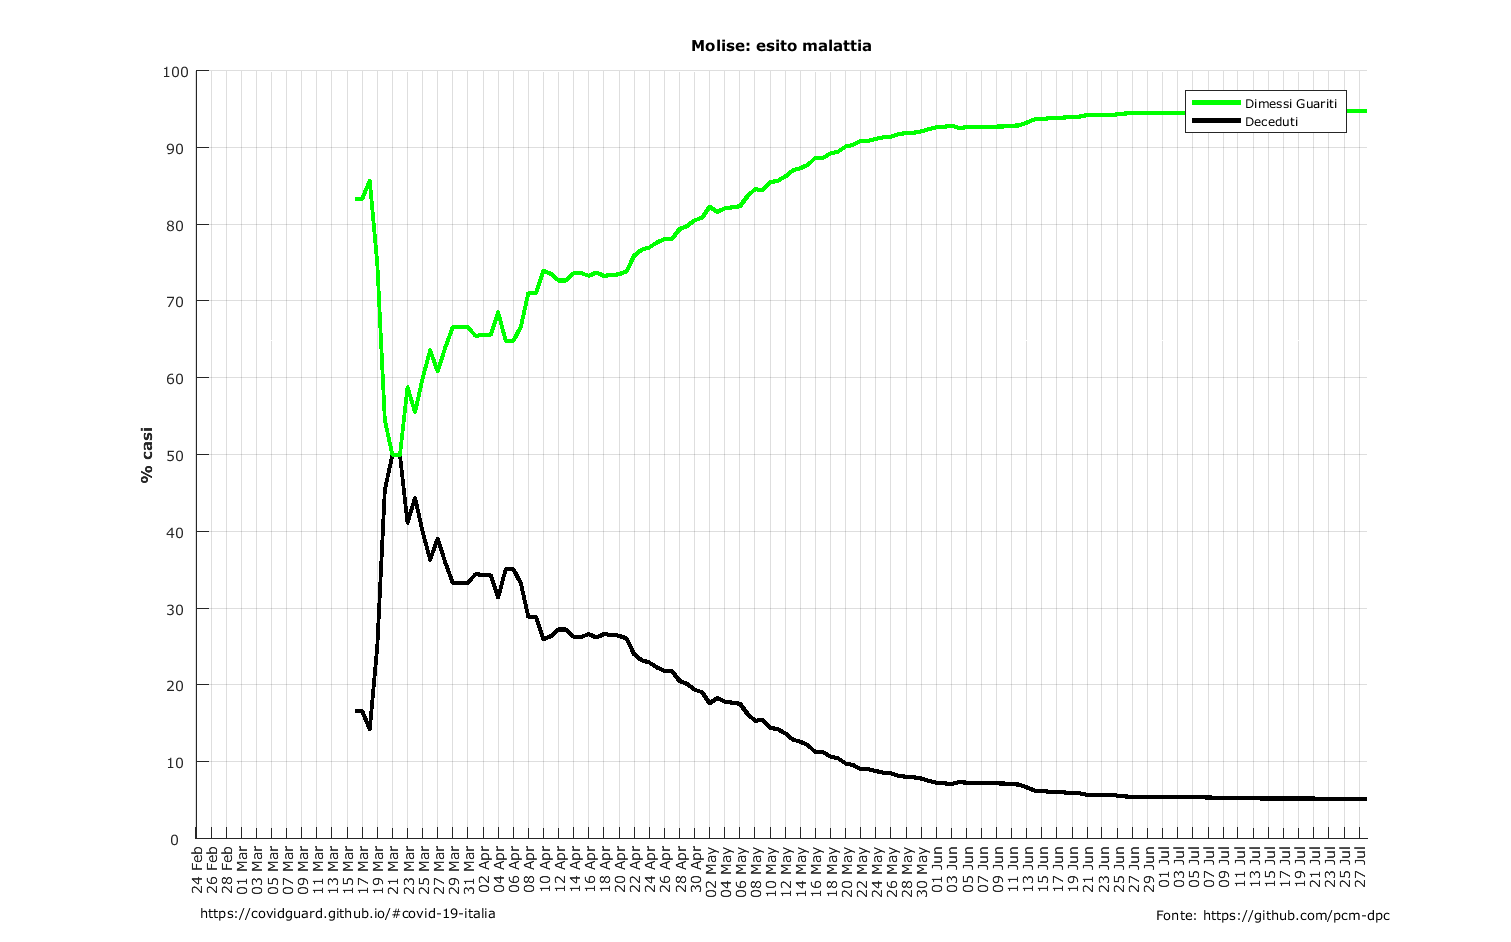 Molise: esito malattia
100
90
80
70
60
50
40
30
20
10
0
% casi
Dimessi Guariti
Deceduti
24 Feb
26 Feb
28 Feb
01 Mar
03 Mar
05 Mar
07 Mar
09 Mar
11 Mar
13 Mar
15 Mar
17 Mar
19 Mar
21 Mar
23 Mar
25 Mar
27 Mar
29 Mar
31 Mar
02 Apr
04 Apr
06 Apr
08 Apr
10 Apr
12 Apr
14 Apr
16 Apr
18 Apr
20 Apr
22 Apr
24 Apr
26 Apr
28 Apr
30 Apr
02 May
04 May
06 May
08 May
10 May
12 May
14 May
16 May
18 May
20 May
22 May
24 May
26 May
28 May
30 May
01 Jun
03 Jun
05 Jun
07 Jun
09 Jun
11 Jun
13 Jun
15 Jun
17 Jun
19 Jun
21 Jun
23 Jun
25 Jun
27 Jun
29 Jun
01 Jul
03 Jul
05 Jul
07 Jul
09 Jul
11 Jul
13 Jul
15 Jul
17 Jul
19 Jul
21 Jul
23 Jul
25 Jul
27 Jul
https://covidguard.github.io/#covid-19-italia
Fonte: https://github.com/pcm-dpc